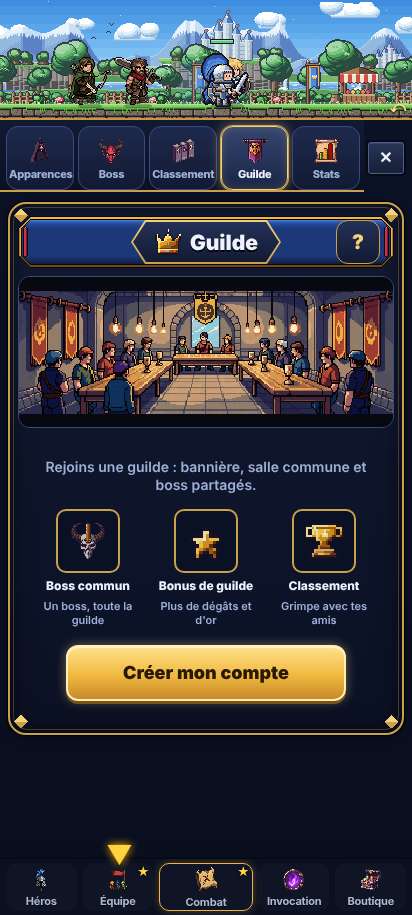 Apparences
Boss
Classement
Guilde
Stats
×
Guilde
?
Rejoins une guilde : bannière, salle commune et
boss partagés.
Boss commun
Bonus de guilde
Classement
Un boss, toute la
guilde
Plus de dégâts et
d'or
Grimpe avec tes
amis
Créer mon compte
Héros
Équipe
Combat
Invocation
Boutique